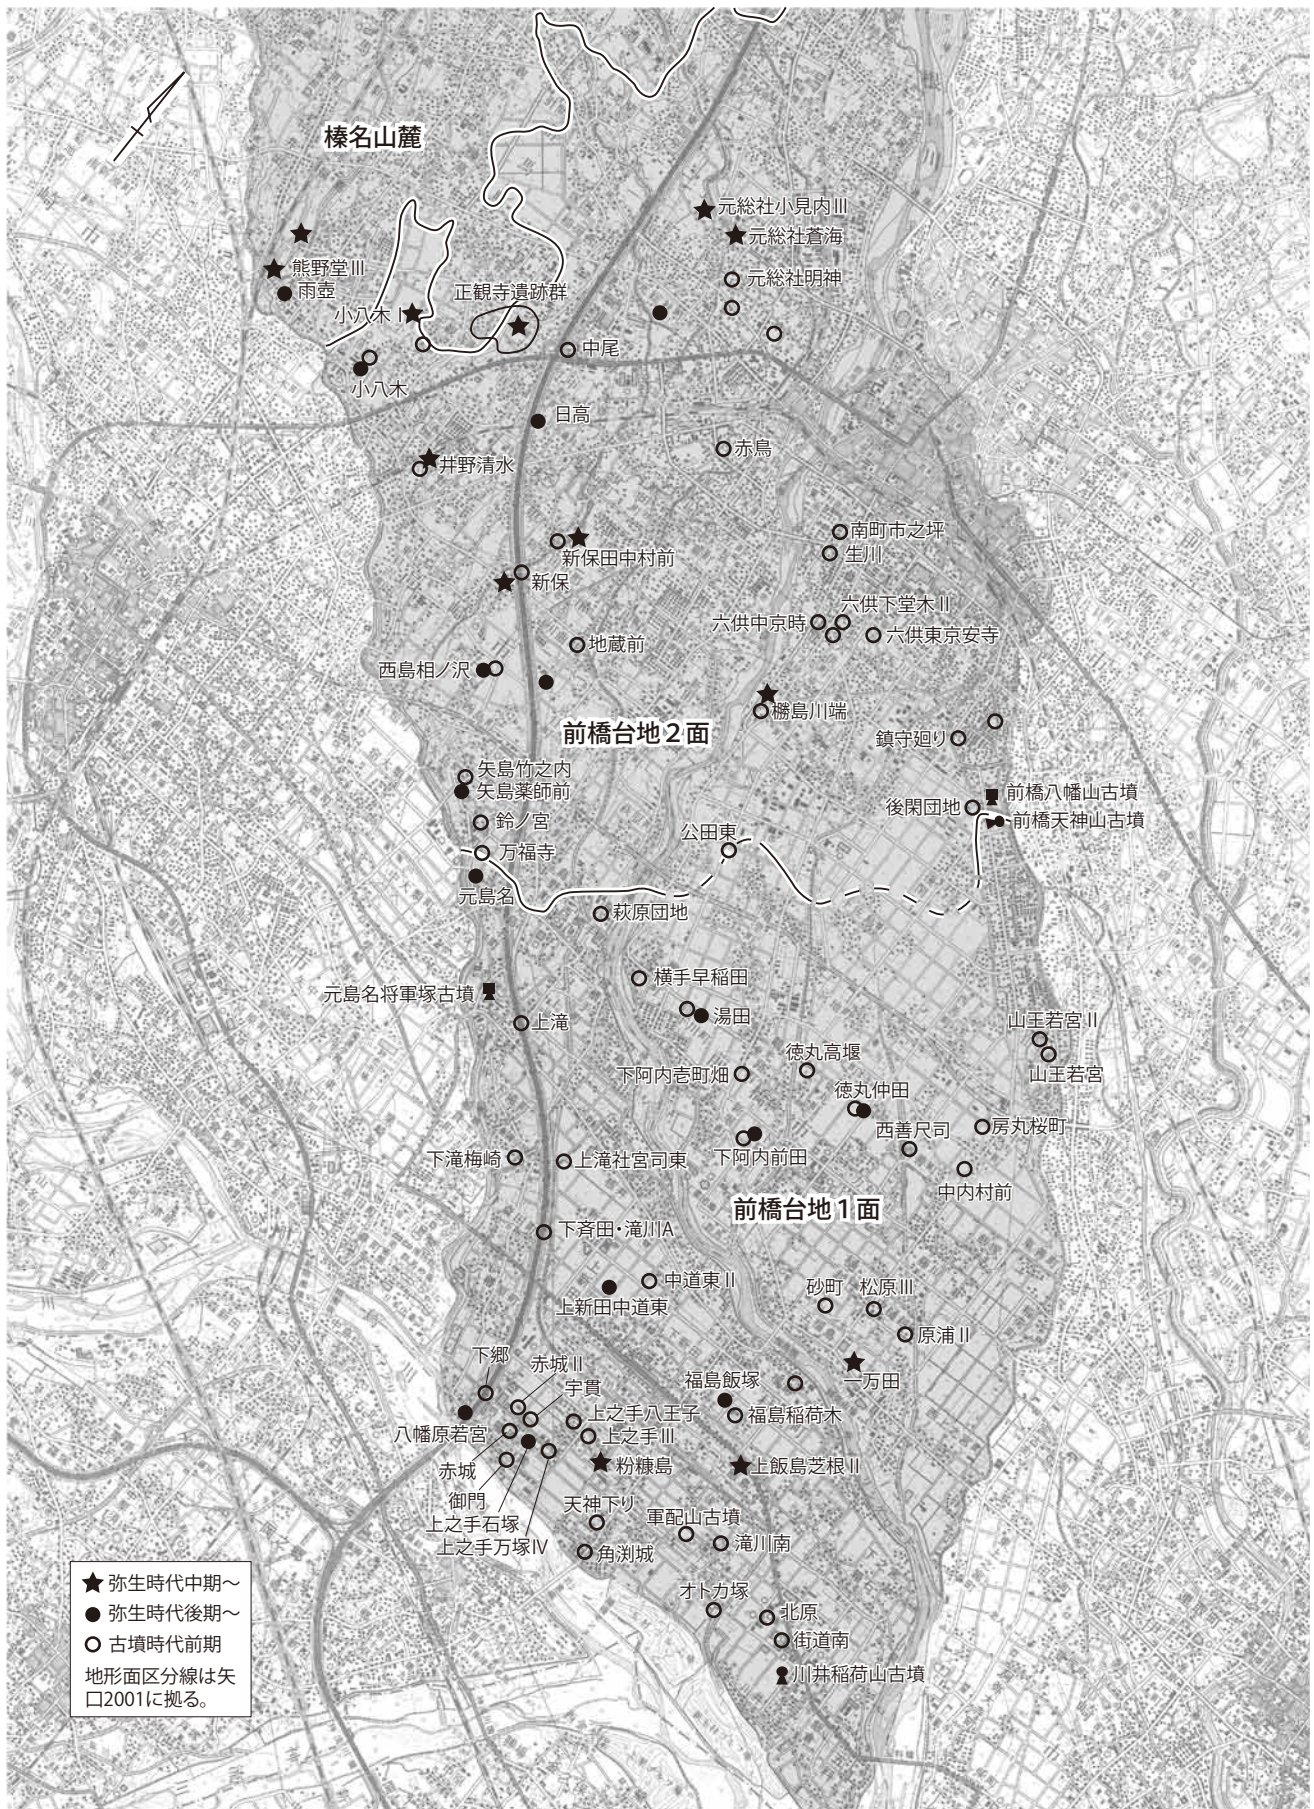 榛名山麓
元総社小見内Ⅲ
元総社蒼海
熊野堂Ⅲ
元総社明神
雨壺
正観寺遺跡群
小八木Ⅰ
中尾
小八木
日高
赤鳥
井野清水
南町市之坪
新保田中村前
生川
新保
六供下堂木Ⅱ
六供中京時
六供東京安寺
地蔵前
西島相ノ沢
橳島川端
前橋台地2面
鎮守廻り
矢島竹之内
矢島薬師前
前橋八幡山古墳
後閑団地
鈴ノ宮
前橋天神山古墳
公田東
万福寺
元島名
萩原団地
横手早稲田
元島名将軍塚古墳
上滝
湯田
山王若宮Ⅱ
徳丸高堰
下阿内壱町畑
山王若宮
徳丸仲田
西善尺司
房丸桜町
下滝梅崎
上滝社宮司東
下阿内前田
中内村前
前橋台地1面
下斉田・滝川A
中道東Ⅱ
砂町
松原Ⅲ
上新田中道東
原浦Ⅱ
下郷
赤城Ⅱ
宇貫
福島飯塚
一万田
上之手八王子
福島稲荷木
八幡原若宮
上之手Ⅲ
赤城
粉糠島
上飯島芝根Ⅱ
御門
天神下り
上之手石塚
軍配山古墳
上之手万塚Ⅳ
角渕城
滝川南
オトカ塚
北原
街道南
川井稲荷山古墳
弥生時代中期～
弥生時代後期～
古墳時代前期
地形面区分線は矢
口2001に拠る。